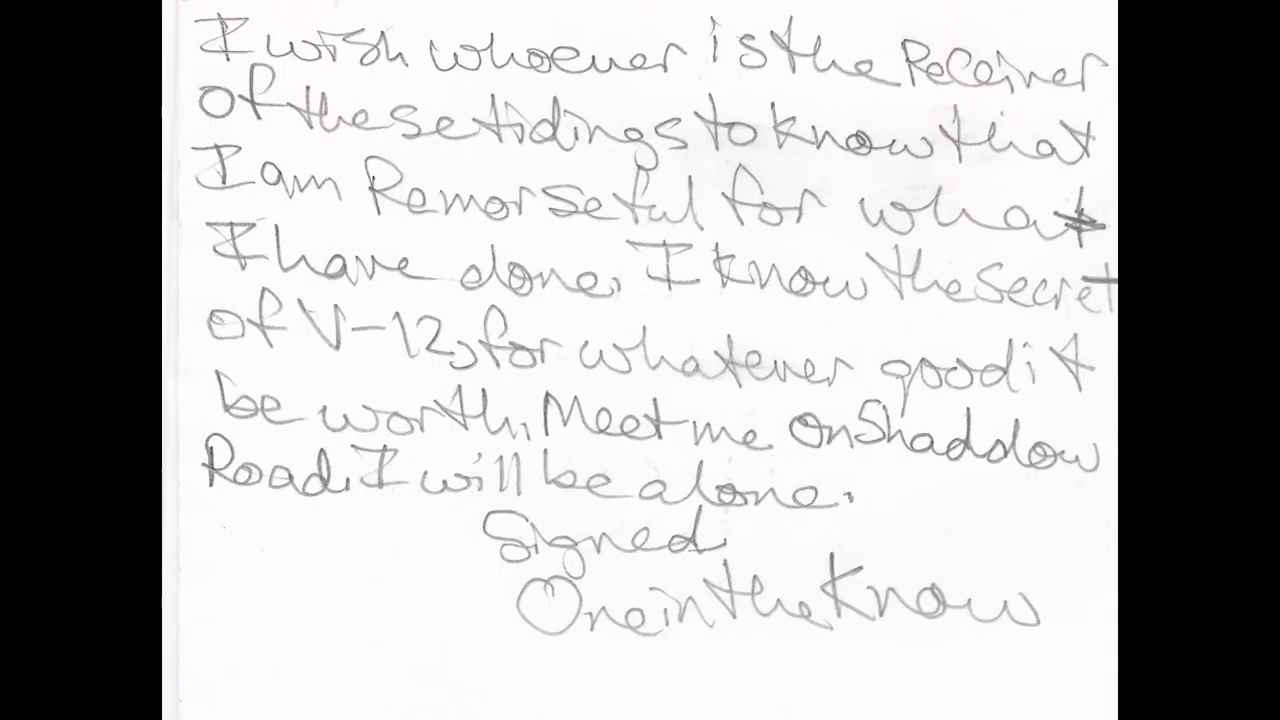 I wish whoever is the Receiver
of these tidings to know that
I am Remorseful for what
I have done. I know the secret
of V-12, for whatever good it
be worth. Meet me on Shaddow
Road. I will be alone.
Signed
One in the Know